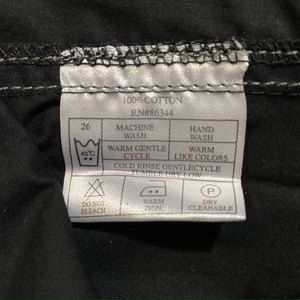 100%COTTON
RN#86344
26 MACHINE WASH HAND WASH
40°C WARM GENTLE CYCLE WARM LIKE COLORS
COLD RINSE GENTLECYCLE
TUMBLE DRY LOW
P
DO NOT BLEACH WARM IRON DRY CLEANABLE